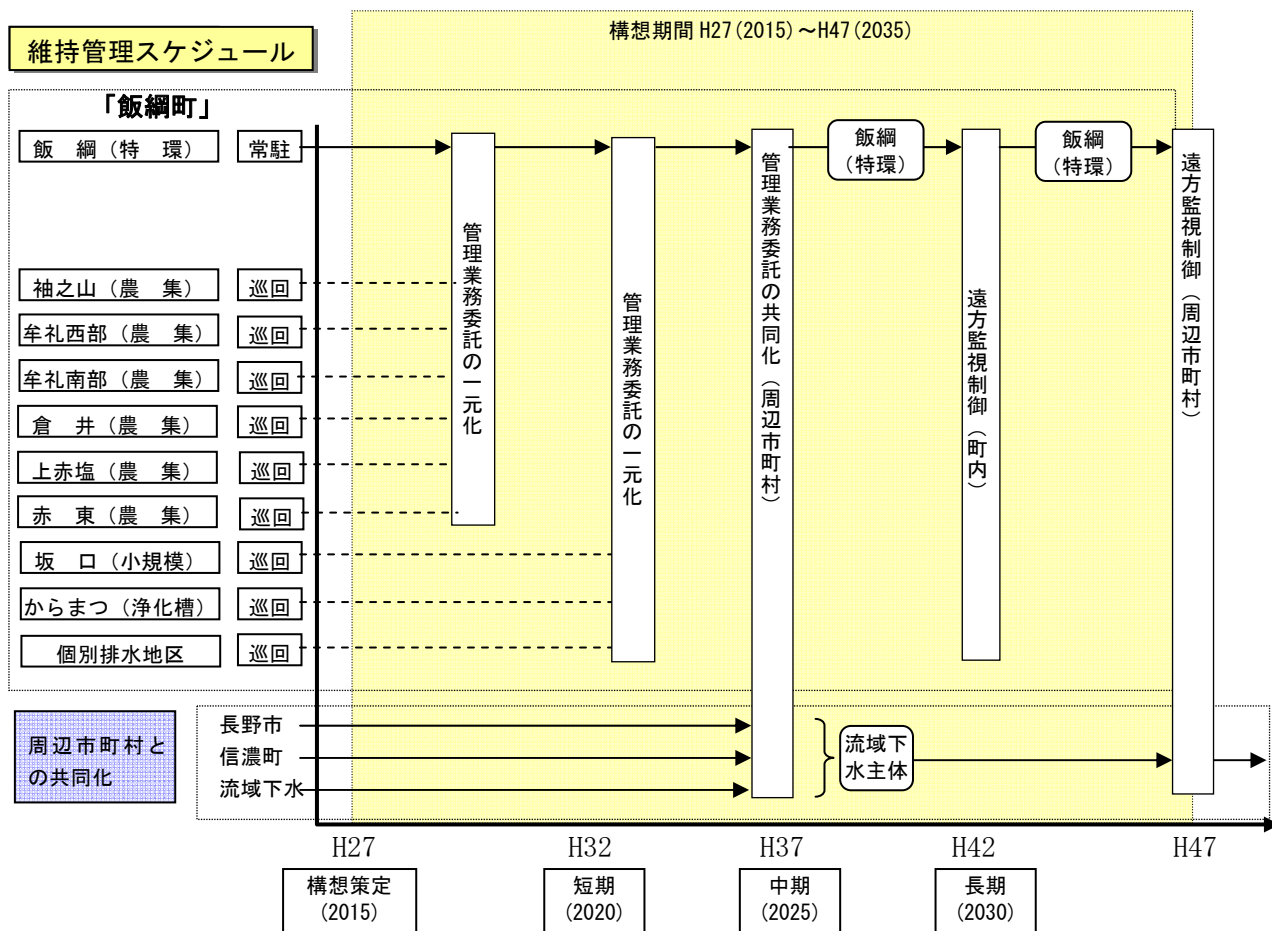 構想期間 H27(2015)～H47(2035)
維持管理スケジュール
「飯綱町」
飯　綱（特　環） 常駐
袖之山（農　集） 巡回
牟礼西部（農　集） 巡回
牟礼南部（農　集） 巡回
倉　井（農　集） 巡回
上赤塩（農　集） 巡回
赤　東（農　集） 巡回
坂　口（小規模） 巡回
からまつ（浄化槽） 巡回
個別排水地区 巡回
管理業務委託の一元化
管理業務委託の一元化
管理業務委託の共同化（周辺市町村）
飯綱
（特環）
遠方監視制御（町内）
飯綱
（特環）
遠方監視制御（周辺市町村）
周辺市町村と
の共同化
長野市
信濃町
流域下水
流域下
水主体
H27 H32 H37 H42 H47
構想策定
(2015)
短期
(2020)
中期
(2025)
長期
(2030)